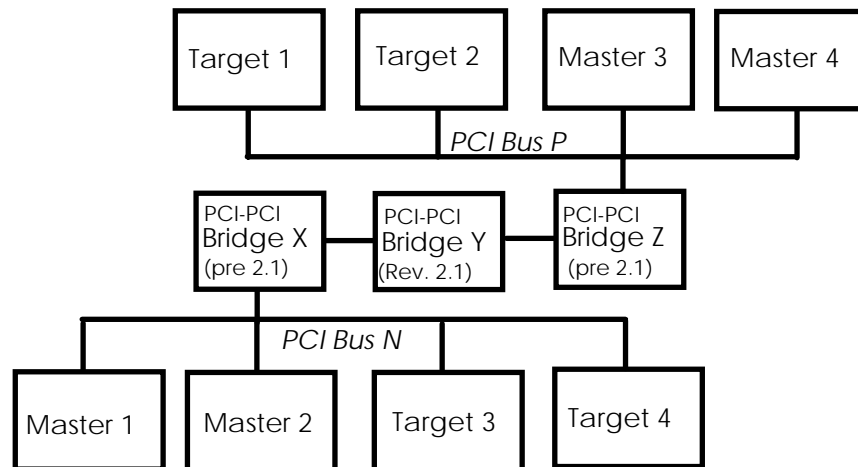 Target 1
Target 2
Master 3
Master 4
PCI Bus P
PCI-PCI
Bridge X
(pre 2.1)
PCI-PCI
Bridge Y
(Rev. 2.1)
PCI-PCI
Bridge Z
(pre 2.1)
PCI Bus N
Master 1
Master 2
Target 3
Target 4